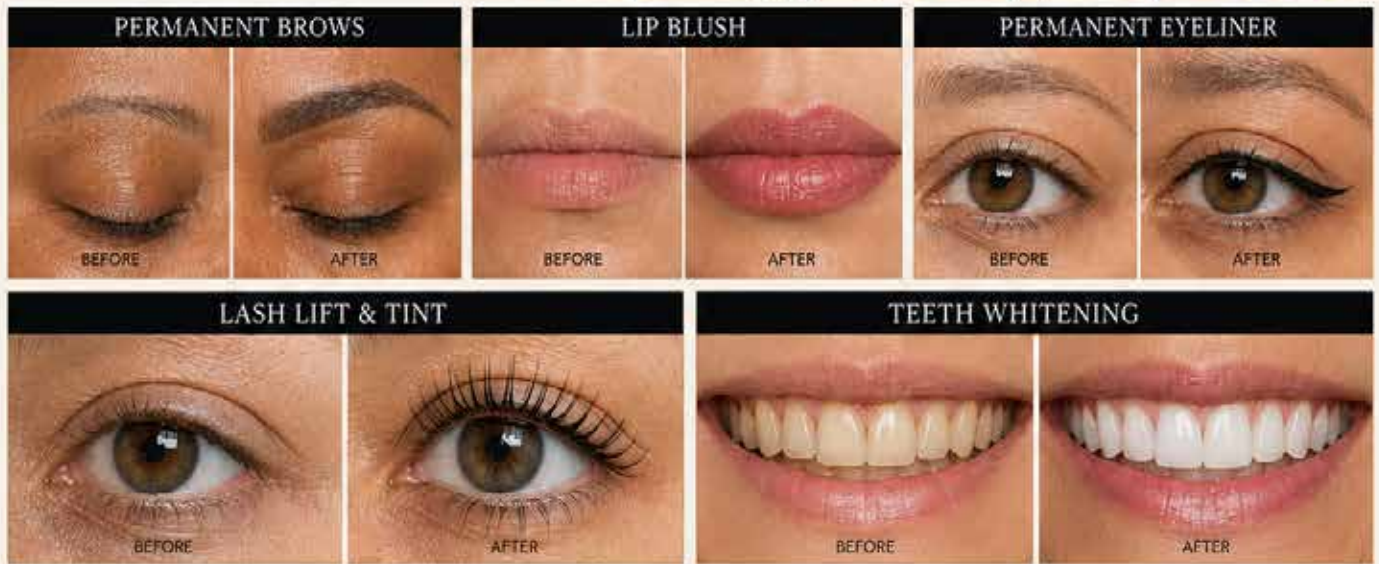 PERMANENT BROWS
BEFORE
AFTER
LIP BLUSH
BEFORE
AFTER
PERMANENT EYELINER
BEFORE
AFTER
LASH LIFT & TINT
BEFORE
AFTER
TEETH WHITENING
BEFORE
AFTER